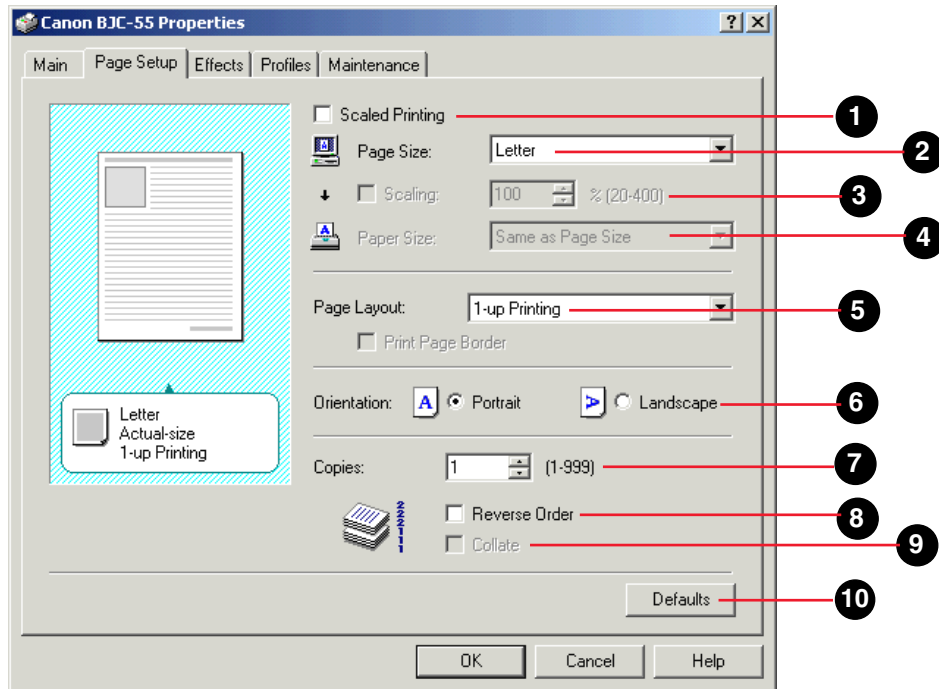 Canon BJC-55 Properties
Main Page Setup Effects Profiles Maintenance
Scaled Printing 1
Page Size: Letter 2
Scaling: 100 % (20-400) 3
Paper Size: Same as Page Size 4
Page Layout: 1-up Printing 5
Print Page Border
Orientation: A Portrait A Landscape 6
Letter
Actual-size
1-up Printing
Copies: 1 (1-999) 7
222111
Reverse Order 8
Collate 9
Defaults 10
OK Cancel Help